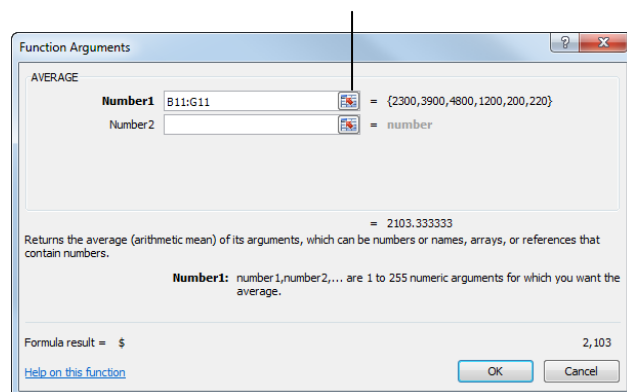 Function Arguments
AVERAGE
Number1 B11:G11 = {2300,3900,4800,1200,200,220}
Number2 = number
= 2103.333333
Returns the average (arithmetic mean) of its arguments, which can be numbers or names, arrays, or references that
contain numbers.
Number1: number1,number2,... are 1 to 255 numeric arguments for which you want the
average.
Formula result = $ 2,103
Help on this function OK Cancel